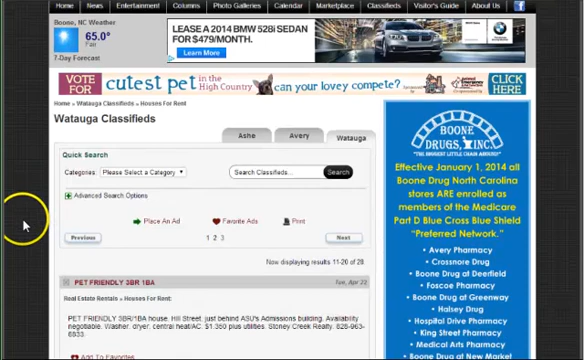 Home News Entertainment Columns Photo Galleries Calendar Marketplace Classifieds Visitor's Guide About Us f
Boone, NC Weather
65.0°
Fair
7-Day Forecast
LEASE A 2014 BMW 528i SEDAN
FOR $479/MONTH.
Learn More
VOTE FOR cutest pet in the High Country can your lovey compete? CLICK HERE
Home » Watauga Classifieds » Houses For Rent
Watauga Classifieds
Ashe Avery Watauga
Quick Search
Categories: Please Select a Category Search Classifieds... Search
Advanced Search Options
Place An Ad Favorite Ads Print
Previous 1 2 3 Next
Now displaying results 11-20 of 28
PET FRIENDLY 3BR 1BA Tue, Apr 22
Real Estate Rentals » Houses For Rent:
PET FRIENDLY 3BR/1BA house. Hill Street, just behind ASU's Admissions building. Availability
negotiable. Washer, dryer, central heat/AC. $1,350 plus utilities. Stoney Creek Realty. 828-963-
Add To Favorites
BOONE
DRUGS, INC.
Effective January 1, 2014 all
Boone Drug North Carolina
stores ARE enrolled as
members of the Medicare
Part D Blue Cross Blue Shield
"Preferred Network."
• Avery Pharmacy
• Crossnore Drug
• Boone Drug at Deerfield
• Foscoe Pharmacy
• Boone Drug at Greenway
• Halsey Drug
• Hospital Drive Pharmacy
• King Street Pharmacy
• Medical Arts Pharmacy
• Boone Drug at New Market